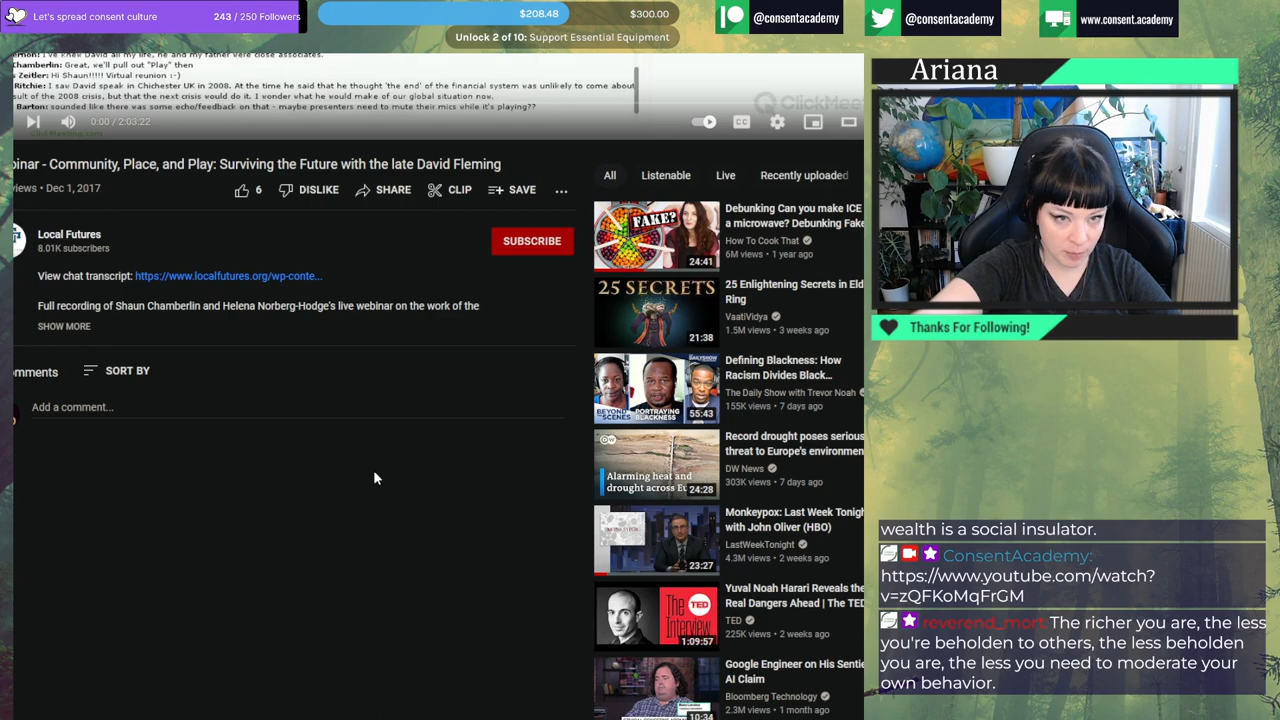 Let's spread consent culture
243 / 250 Followers
$208.48
$300.00
Unlock 2 of 10: Support Essential Equipment
@consentacademy
@consentacademy
www.consent.academy
Chamberlin: Great, we'll pull out "Play" then
s Zeitler: Hi Shaun!!!!! Virtual reunion :-)
Ritchie: I saw David speak in Chichester UK in 2008. At the time he said that he thought 'the end' of the financial system was unlikely to come about
sult of the 2008 crisis, but that the next crisis would do it. I wonder what he would make of our global situation now.
Barton: sounded like there was some echo/feedback on that - maybe presenters need to mute their mics while it's playing??
ClickMee
0:00 / 2:03:22
CC
inar - Community, Place, and Play: Surviving the Future with the late David Fleming
iews • Dec 1, 2017
6
DISLIKE
SHARE
CLIP
SAVE
Local Futures
8.01K subscribers
SUBSCRIBE
View chat transcript: https://www.localfutures.org/wp-conte...
Full recording of Shaun Chamberlin and Helena Norberg-Hodge's live webinar on the work of the
SHOW MORE
omments
SORT BY
Add a comment...
All
Listenable
Live
Recently uploaded
FAKE?
24:41
Debunking Can you make ICE
a microwave? Debunking Fake
How To Cook That
6M views • 1 year ago
25 SECRETS
21:38
25 Enlightening Secrets in Eld
Ring
VaatiVidya
1.5M views • 3 weeks ago
DAILYSHOW
BEYOND
SCENES
PORTRAYING
BLACKNESS
55:43
Defining Blackness: How
Racism Divides Black...
The Daily Show with Trevor Noah
155K views • 7 days ago
DW
Alarming heat and
drought across Eu
24:28
Record drought poses serious
threat to Europe's environmen
DW News
303K views • 7 days ago
23:27
Monkeypox: Last Week Tonigh
with John Oliver (HBO)
LastWeekTonight
4.3M views • 2 weeks ago
The
Interview
TED
1:09:57
Yuval Noah Harari Reveals the
Real Dangers Ahead | The TED
TED
225K views • 2 weeks ago
10:34
Google Engineer on His Sentie
AI Claim
Bloomberg Technology
2.3M views • 1 month ago
Ariana
Thanks For Following!
wealth is a social insulator.
ConsentAcademy:
https://www.youtube.com/watch?
v=zQFKoMqFrGM
reverend_mort: The richer you are, the less
you're beholden to others, the less beholden
you are, the less you need to moderate your
own behavior.